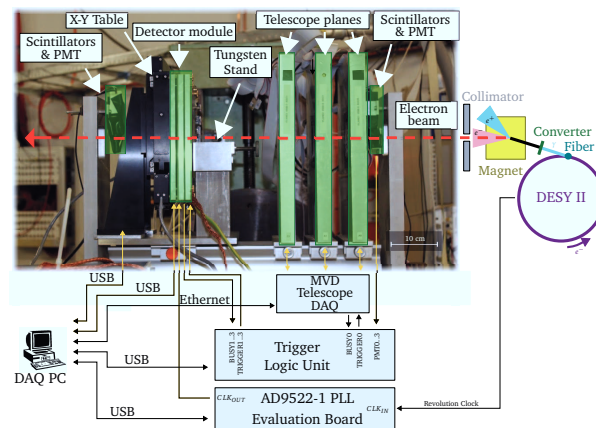 X-Y Table
Detector module
Telescope planes
Scintillators
& PMT
Scintillators
& PMT
Tungsten
Stand
Electron
beam
Collimator
e+
e-
Converter
Fiber
Magnet
DESY II
e-
10 cm
USB
USB
Ethernet
MVD
Telescope
DAQ
BUSY1..3
TRIGGER1..3
BUSY0
TRIGGER0
PMT0..3
Trigger
Logic Unit
USB
DAQ PC
CLKOUT
AD9522-1 PLL
Evaluation Board
CLKIN
Revolution Clock
USB